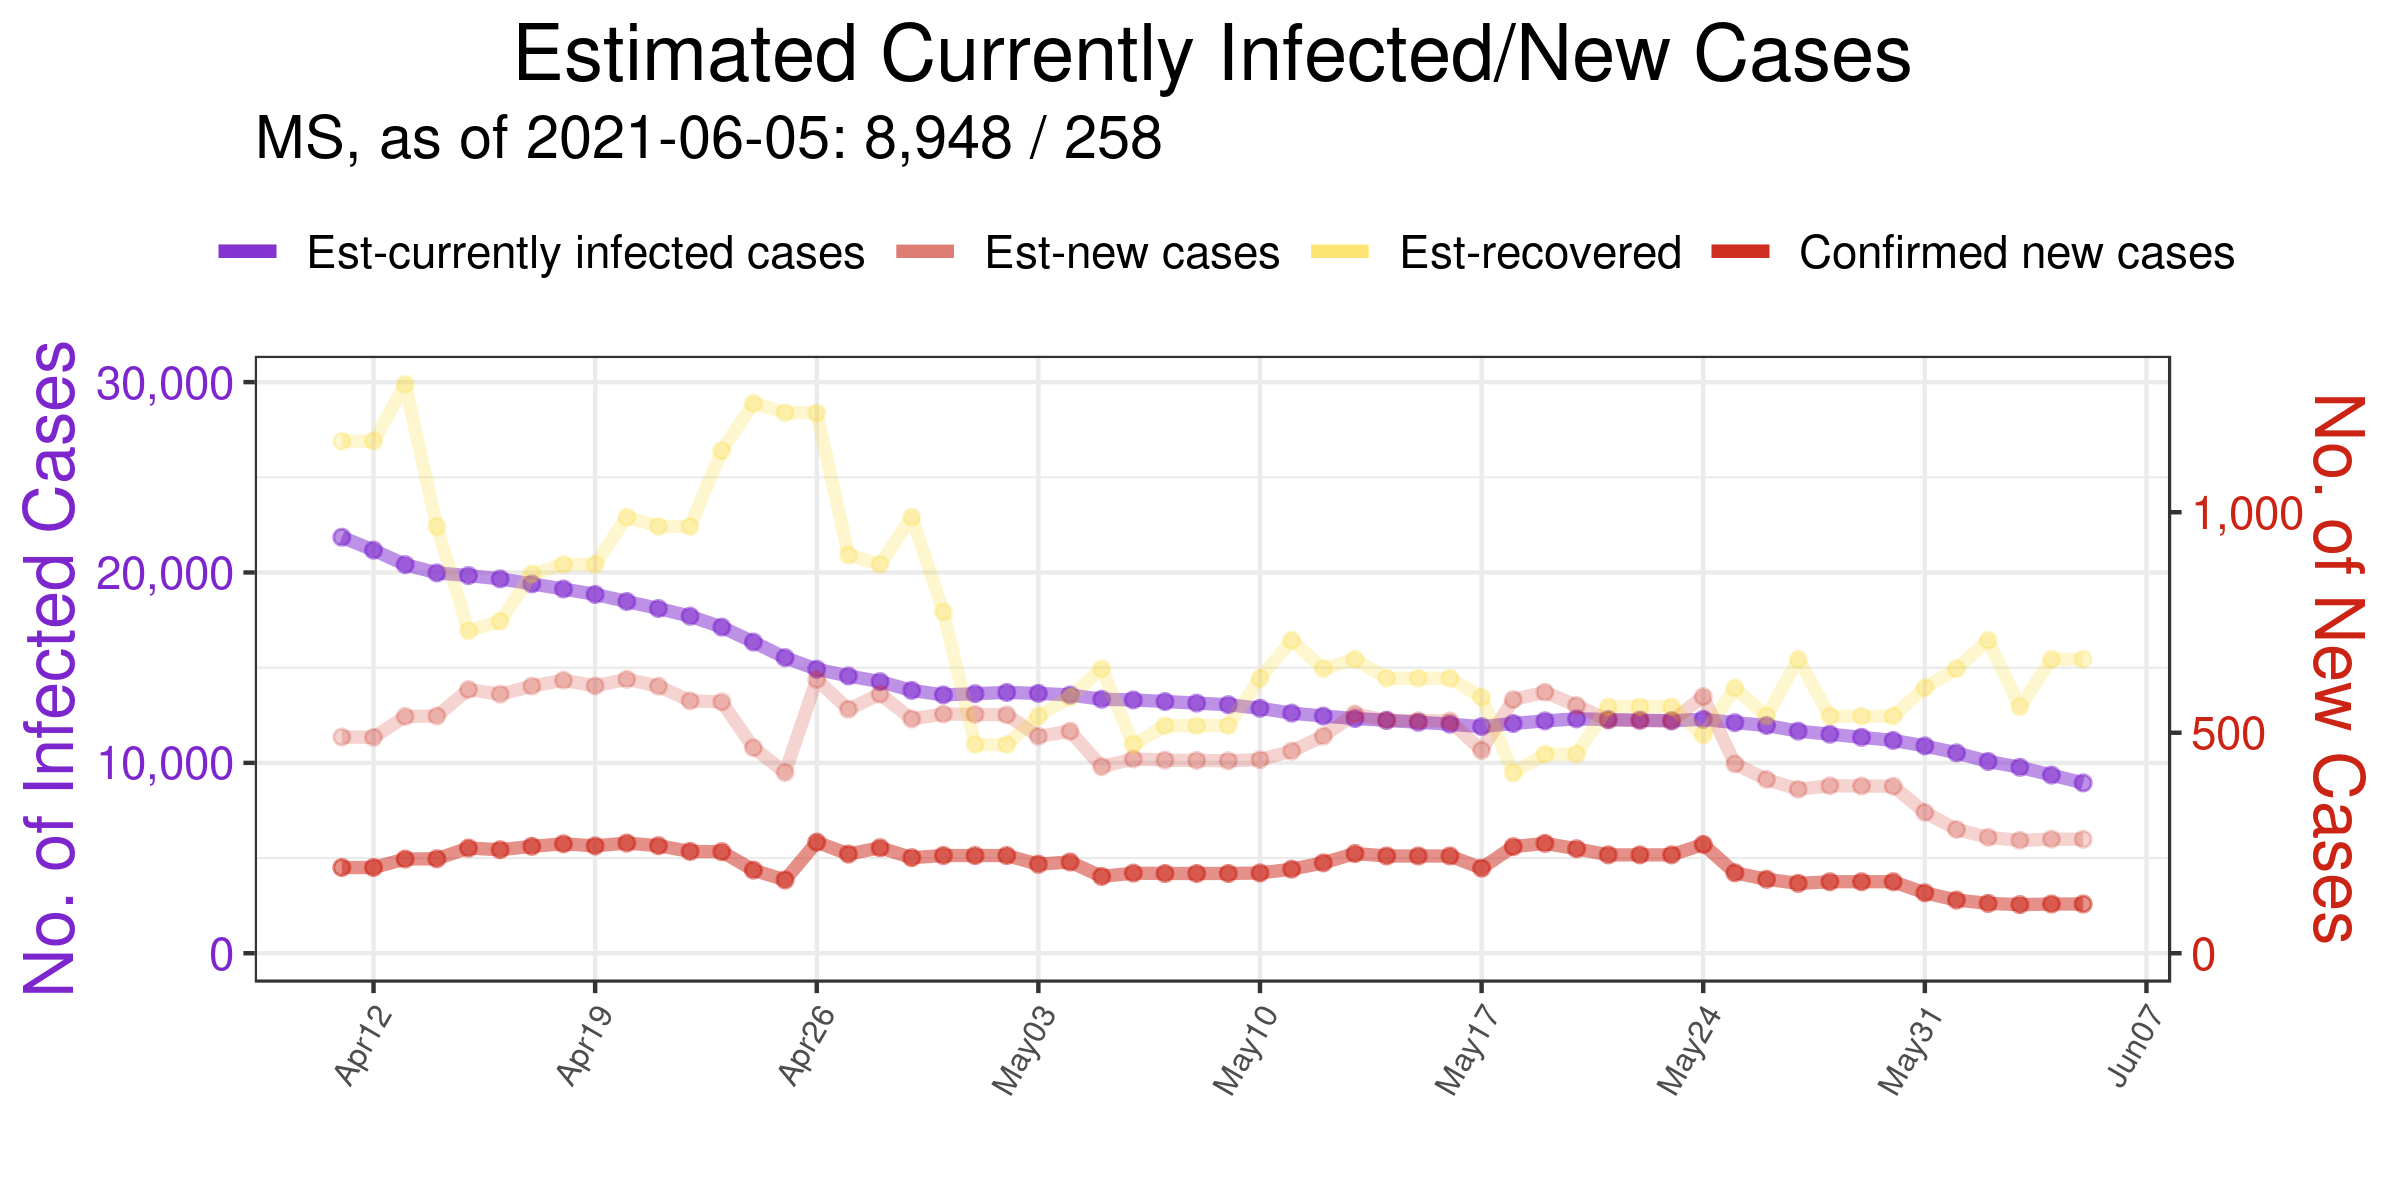 Estimated Currently Infected/New Cases
MS, as of 2021-06-05: 8,948 / 258
Est-currently infected cases Est-new cases Est-recovered Confirmed new cases
No. of Infected Cases
30,000
20,000
10,000
0
1,000
500
0
No. of New Cases
Apr12 Apr19 Apr26 May03 May10 May17 May24 May31 Jun07